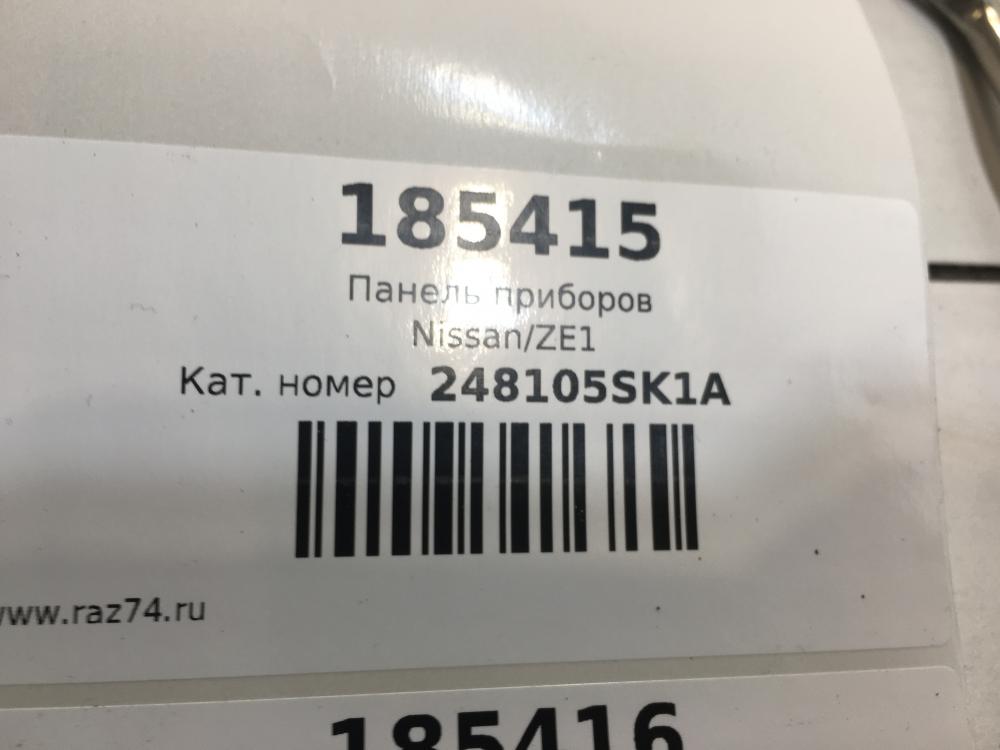 185415
Панель приборов
Nissan/ZE1
Кат. номер 248105SK1A
www.raz74.ru
185416